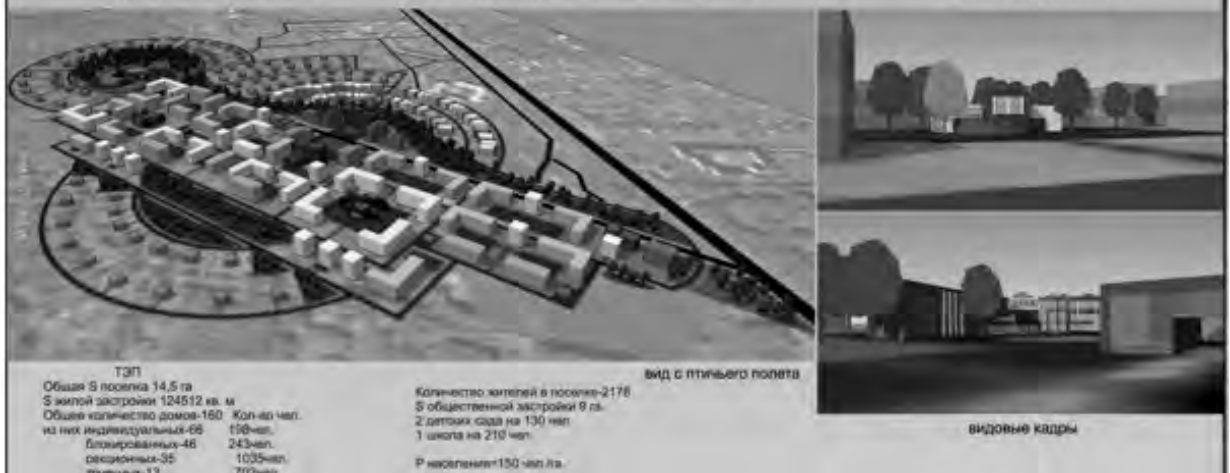 вид с птичьего полета
видовые кадры
ТЭП
Общая S поселка 14,5 га
S жилой застройки 124512 кв. м
Общее количество домов-160 Кол-во чел.
из них индивидуальных-66 198чел.
блокированных-46 243чел.
секционных-35 1035чел.
Количество жителей в поселке-2178
S общественной застройки 9 га.
2 детских сада на 130 чел
1 школа на 210 чел.
Р населения=150 чел./га.